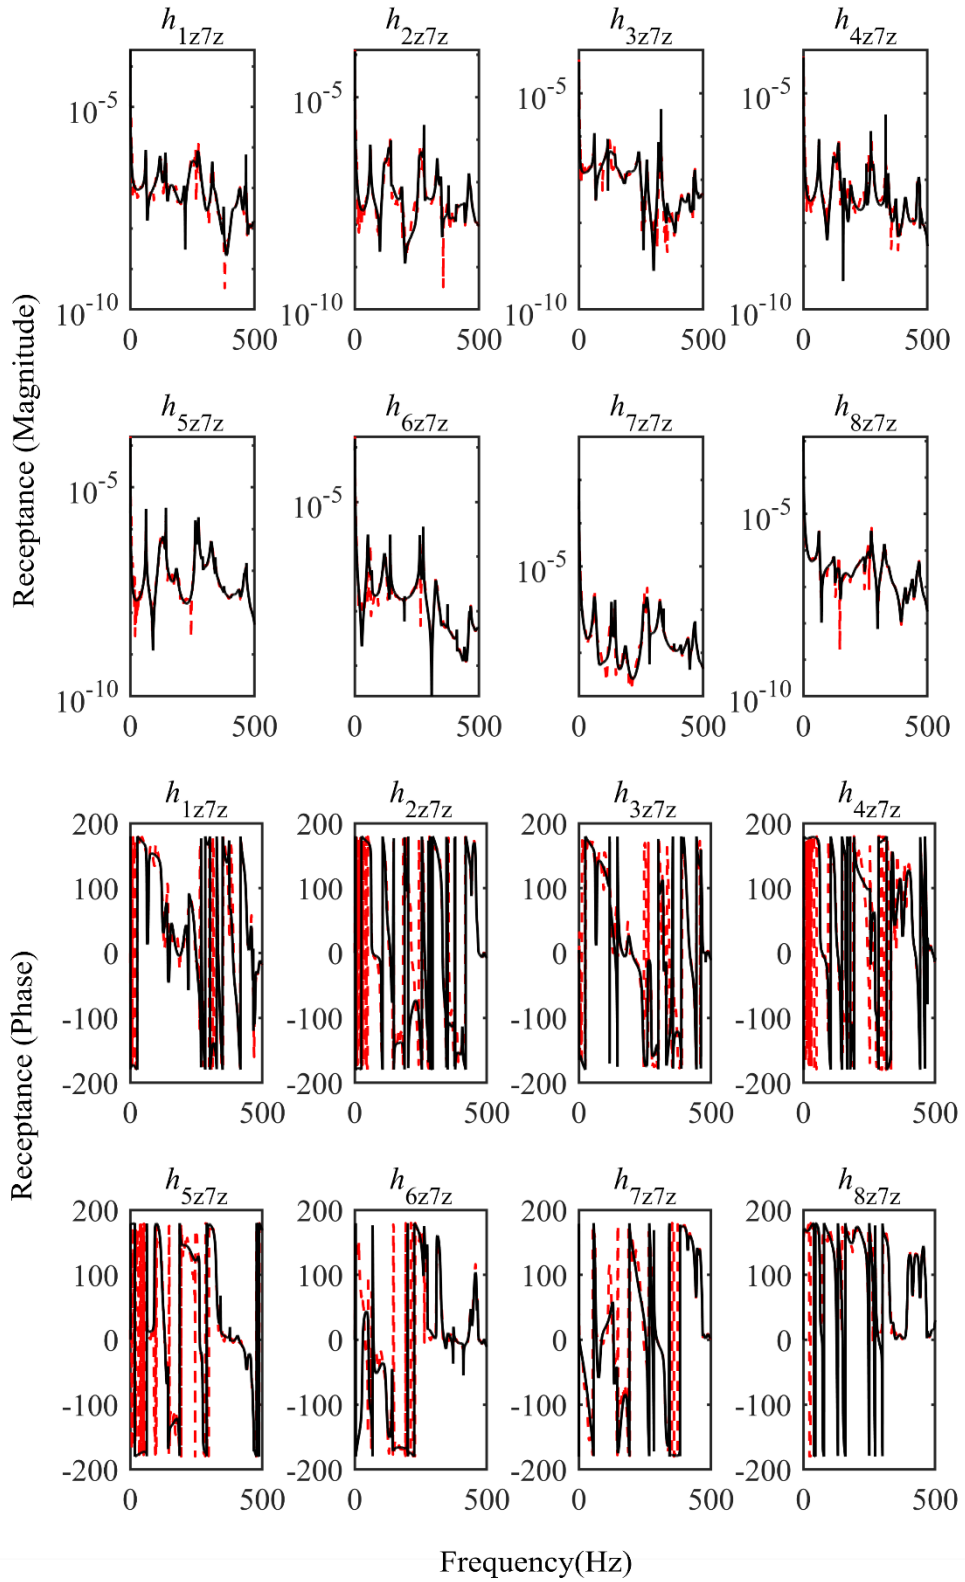 h1z7z h2z7z h3z7z h4z7z
10-5 10-5 10-5 10-5
10-10 10-10 10-10 10-10
0 500 0 500 0 500 0 500
Receptance (Magnitude)
h5z7z h6z7z h7z7z h8z7z
10-5 10-5 10-5 10-5
10-10 10-10
0 500 0 500 0 500 0 500
h1z7z h2z7z h3z7z h4z7z
200 200 200 200
100 100 100 100
0 0 0 0
-100 -100 -100 -100
-200 -200 -200 -200
0 500 0 500 0 500 0 500
Receptance (Phase)
h5z7z h6z7z h7z7z h8z7z
200 200 200 200
100 100 100 100
0 0 0 0
-100 -100 -100 -100
-200 -200 -200 -200
0 500 0 500 0 500 0 500
Frequency(Hz)